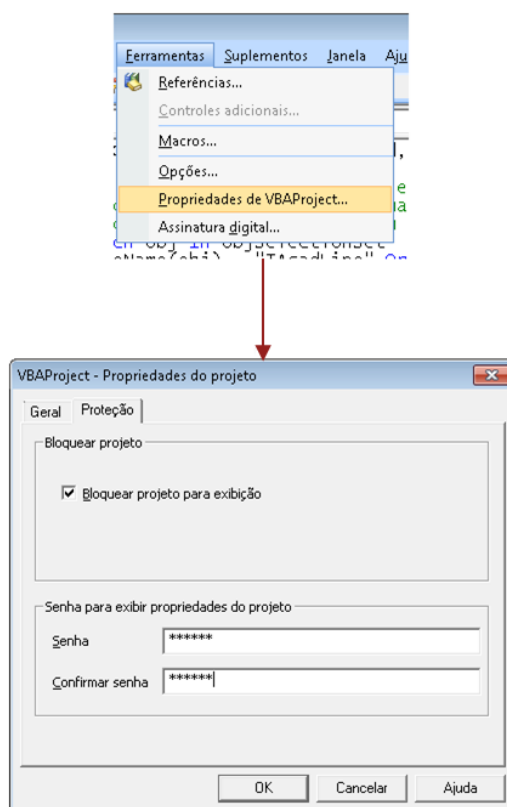 Ferramentas Suplementos Janela Aju
Referências...
Controles adicionais...
Macros...
Opções...
Propriedades de VBAProject...
Assinatura digital...
VBAProject - Propriedades do projeto
Geral Proteção
Bloquear projeto
Bloquear projeto para exibição
Senha para exibir propriedades do projeto
Senha ******
Confirmar senha ******
OK Cancelar Ajuda